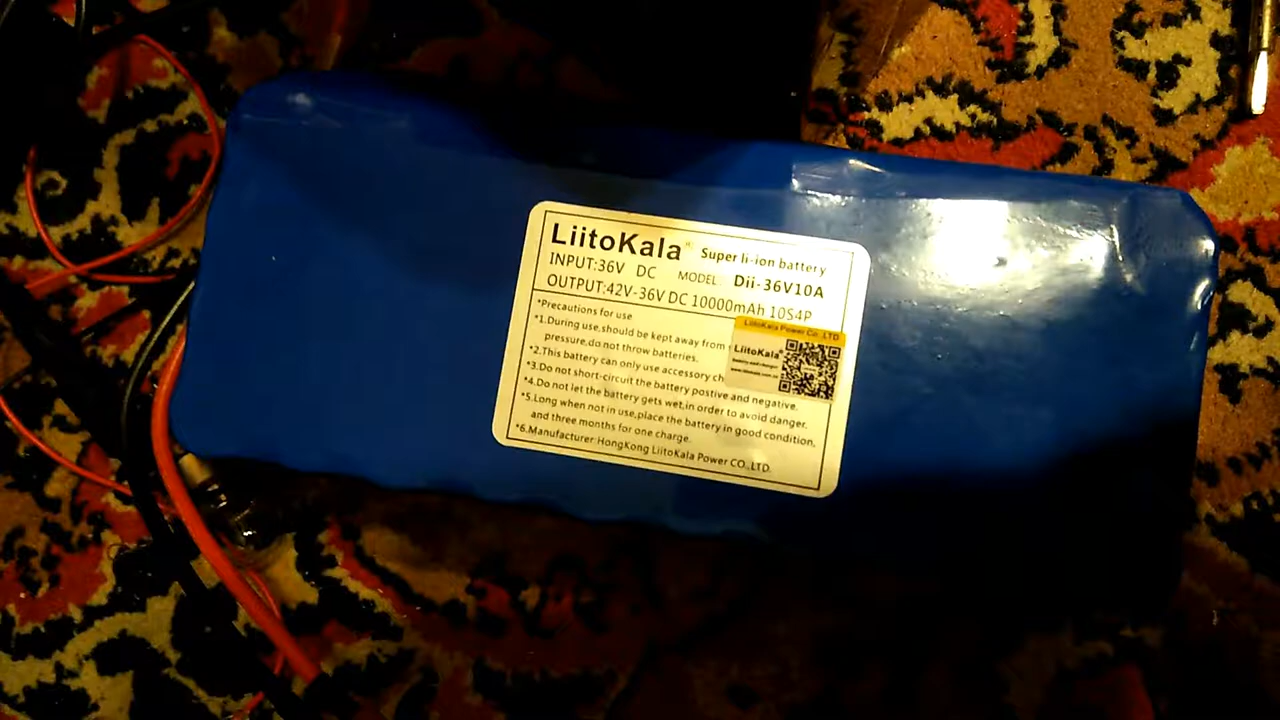 LiitoKala® Super li-ion battery
INPUT:36V DC MODEL: Dii-36V10A
OUTPUT:42V-36V DC 10000mAh 10S4P
*Precautions for use
*1.During use,should be kept away from
pressure,do not throw batteries.
*2.This battery can only use accessory ch
*3.Do not short-circuit the battery postive and negative.
*4.Do not let the battery gets wet,in order to avoid danger.
*5.Long when not in use,place the battery in good condition,
and three months for one charge.
*6.Manufacturer:HongKong LiitoKala Power CO.,LTD.
LiitoKala Power Co.,LTD
LiitoKala®